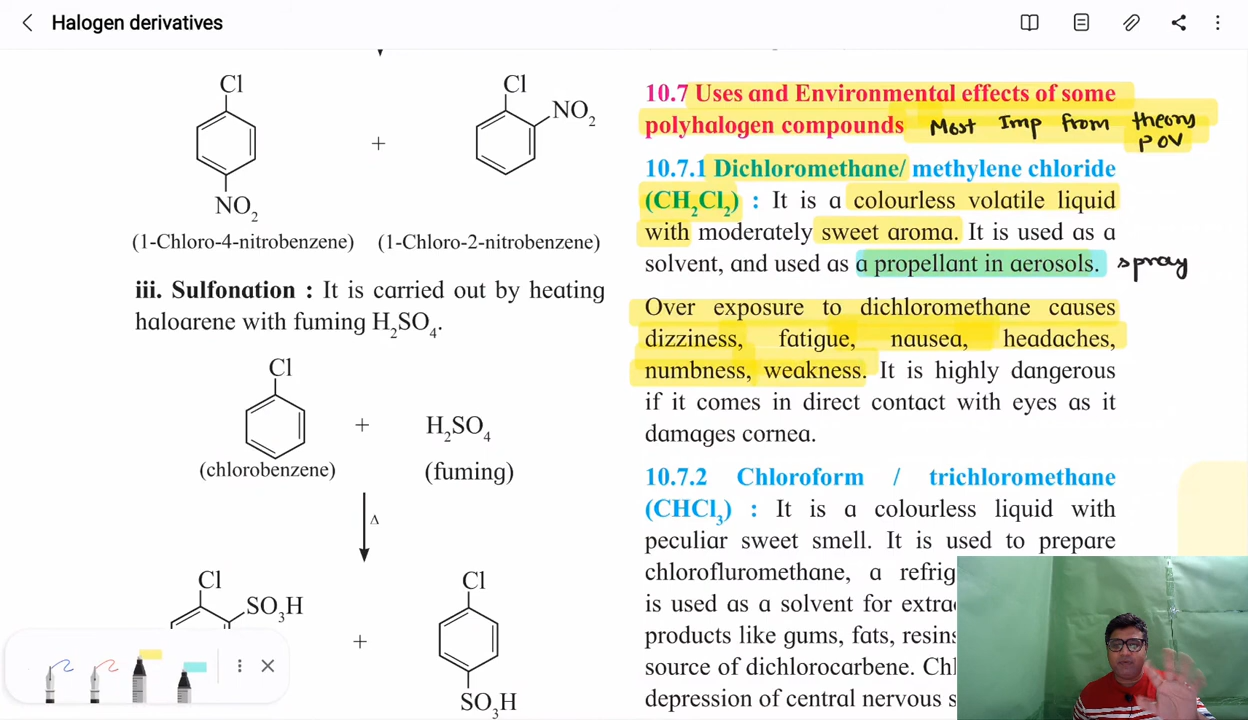 Halogen derivatives
Cl
NO2
(1-Chloro-4-nitrobenzene)
+
Cl
NO2
(1-Chloro-2-nitrobenzene)
iii. Sulfonation : It is carried out by heating
haloarene with fuming H2SO4.
Cl
(chlorobenzene)
+
H2SO4
(fuming)
Δ
Cl
SO3H
+
Cl
SO3H
10.7 Uses and Environmental effects of some
polyhalogen compounds Most Imp from theory
POV
10.7.1 Dichloromethane/ methylene chloride
(CH2Cl2) : It is a colourless volatile liquid
with moderately sweet aroma. It is used as a
solvent, and used as a propellant in aerosols. spray
Over exposure to dichloromethane causes
dizziness, fatigue, nausea, headaches,
numbness, weakness. It is highly dangerous
if it comes in direct contact with eyes as it
damages cornea.
10.7.2 Chloroform / trichloromethane
(CHCl3) : It is a colourless liquid with
peculiar sweet smell. It is used to prepare
chlorofluromethane, a refrig
is used as a solvent for extra
products like gums, fats, resins
source of dichlorocarbene. Chl
depression of central nervous s